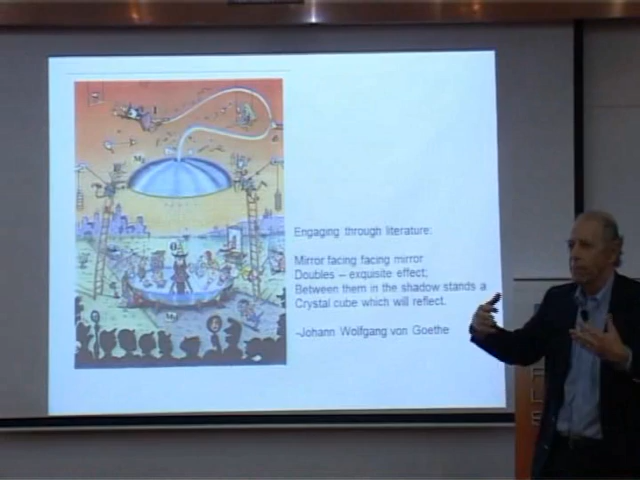 Engaging through literature:
Mirror facing facing mirror
Doubles – exquisite effect;
Between them in the shadow stands a
Crystal cube which will reflect.
-Johann Wolfgang von Goethe